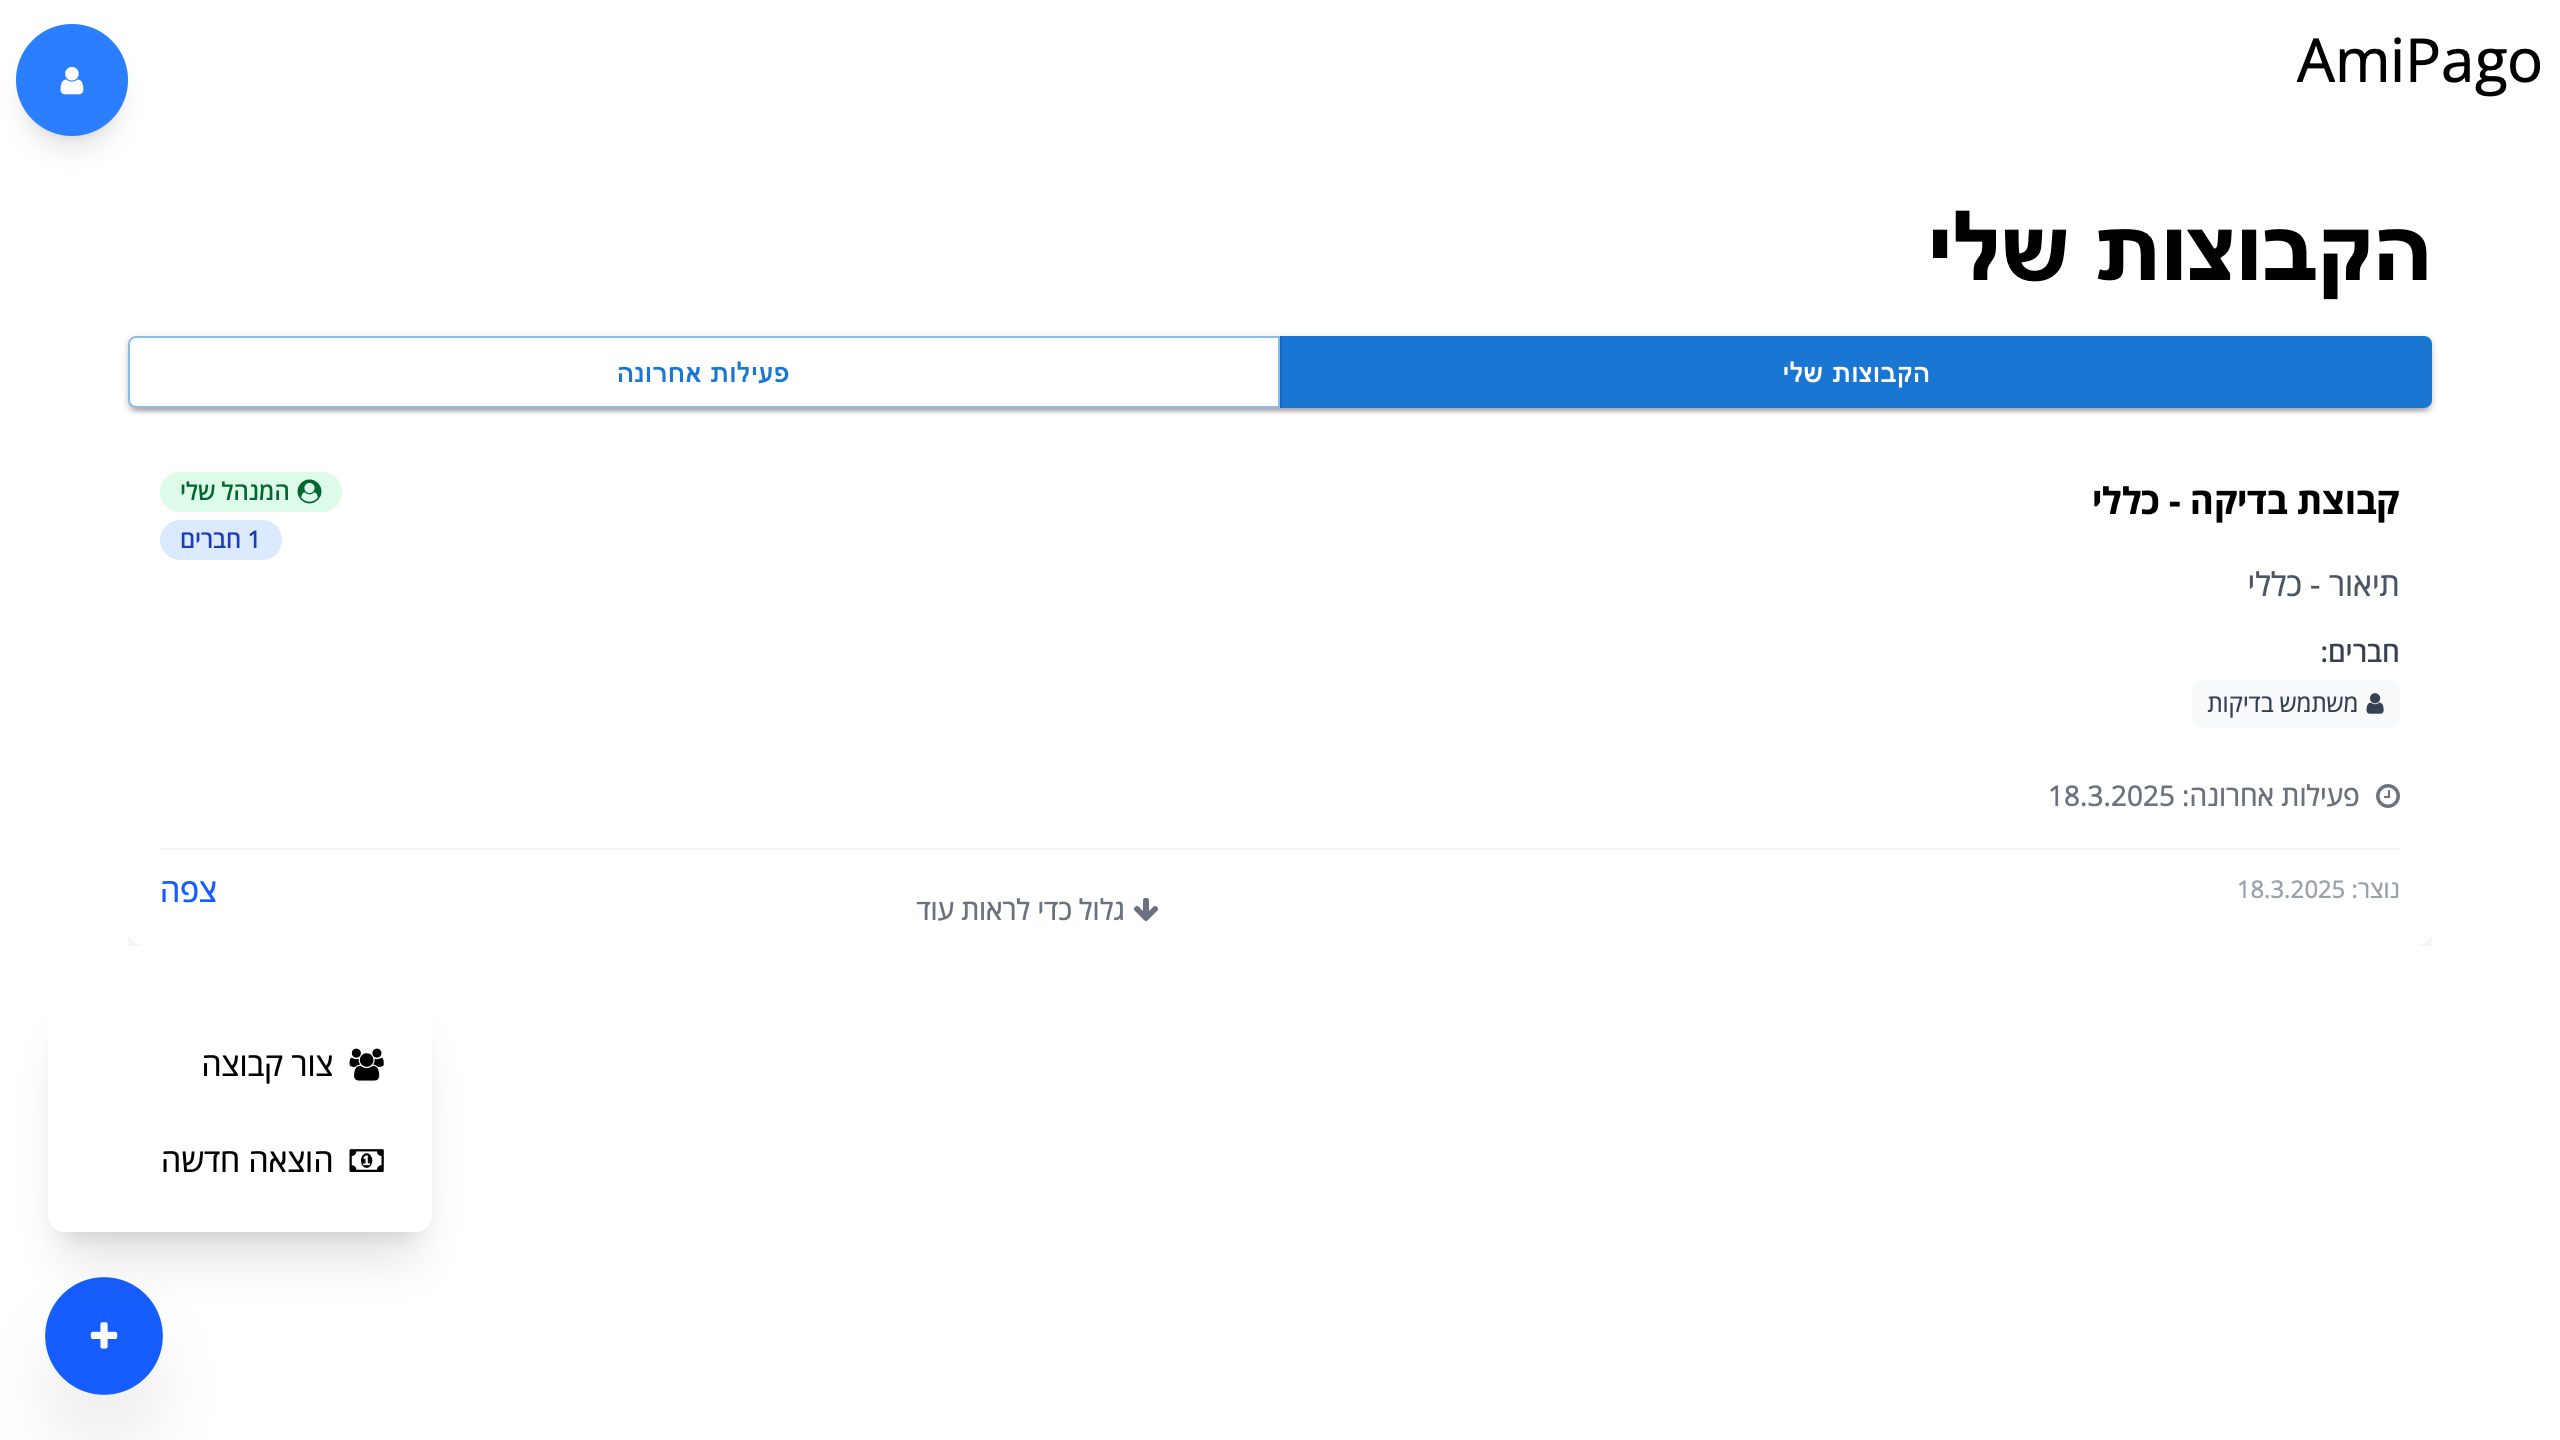 AmiPago
הקבוצות שלי
הקבוצות שלי
פעילות אחרונה
קבוצת בדיקה - כללי
המנהל שלי
1 חברים
תיאור - כללי
חברים:
משתמש בדיקות
פעילות אחרונה: 18.3.2025
נוצר: 18.3.2025
גלול כדי לראות עוד
צפה
צור קבוצה
הוצאה חדשה